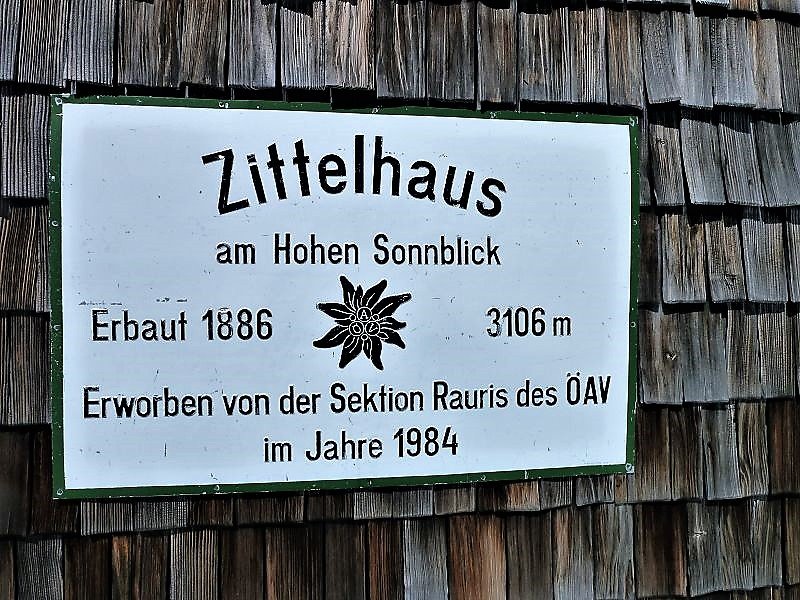 Zittelhaus
am Hohen Sonnblick
Erbaut 1886 3106 m
Erworben von der Sektion Rauris des ÖAV
im Jahre 1984